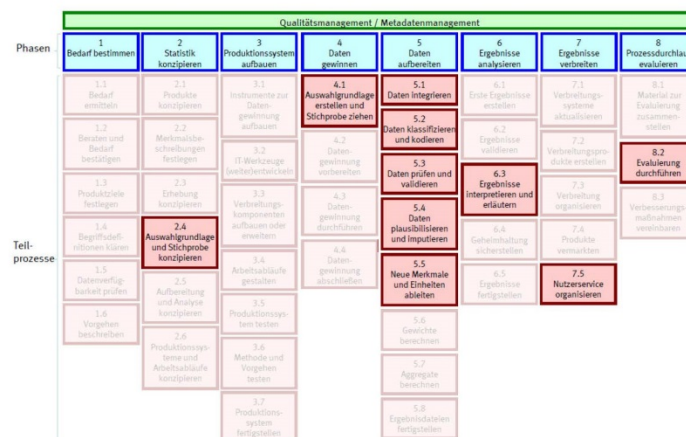 Qualitätsmanagement / Metadatenmanagement
Phasen
1
Bedarf bestimmen
2
Statistik
konzipieren
3
Produktionssystem
aufbauen
4
Daten
gewinnen
5
Daten
aufbereiten
6
Ergebnisse
analysieren
7
Ergebnisse
verbreiten
8
Prozessdurchlauf
evaluieren
Teilprozesse
1.1
Bedarf
ermitteln
1.2
Beraten und
Bedarf
bestätigen
1.3
Produktziele
festlegen
1.4
Begriffsdefi-
nitionen klären
1.5
Datenverfüg-
barkeit prüfen
1.6
Vorgehen
beschreiben
2.1
Produkte
konzipieren
2.2
Merkmalsbe-
schreibungen
festlegen
2.3
Erhebung
konzipieren
2.4
Auswahlgrundlage
und Stichprobe
konzipieren
2.5
Aufbereitung
und Analyse
konzipieren
2.6
Produktionssys-
teme und
Arbeitsabläufe
konzipieren
3.1
Instrumente zur
Daten-
gewinnung
aufbauen
3.2
IT-Werkzeuge
(weiter)entwickeln
3.3
Verbreitungs-
komponenten
aufbauen oder
erweitern
3.4
Arbeitsabläufe
gestalten
3.5
Produktionssys-
tem testen
3.6
Methode und
Vorgehen
testen
3.7
Produktions-
system
fertigstellen
4.1
Auswahlgrundlage
erstellen und
Stichprobe ziehen
4.2
Daten-
gewinnung
vorbereiten
4.3
Daten-
gewinnung
durchführen
4.4
Daten-
gewinnung
abschließen
5.1
Daten integrieren
5.2
Daten klassifizieren
und kodieren
5.3
Daten prüfen und
validieren
5.4
Daten
plausibilisieren
und imputieren
5.5
Neue Merkmale
und Einheiten
ableiten
5.6
Gewichte
berechnen
5.7
Aggregate
berechnen
5.8
Ergebnisdateien
fertigstellen
6.1
Erste Ergebnisse
erstellen
6.2
Ergebnisse
validieren
6.3
Ergebnisse
interpretieren und
erläutern
6.4
Geheimhaltung
sicherstellen
6.5
Ergebnisse
fertigstellen
7.1
Verbreitungs-
systeme
aktualisieren
7.2
Verbreitungspro-
dukte erstellen
7.3
Verbreitung
organisieren
7.4
Produkte
vermarkten
7.5
Nutzerservice
organisieren
8.1
Material zur
Evaluierung
zusammen-
stellen
8.2
Evaluierung
durchführen
8.3
Verbesserungs-
maßnahmen
vereinbaren